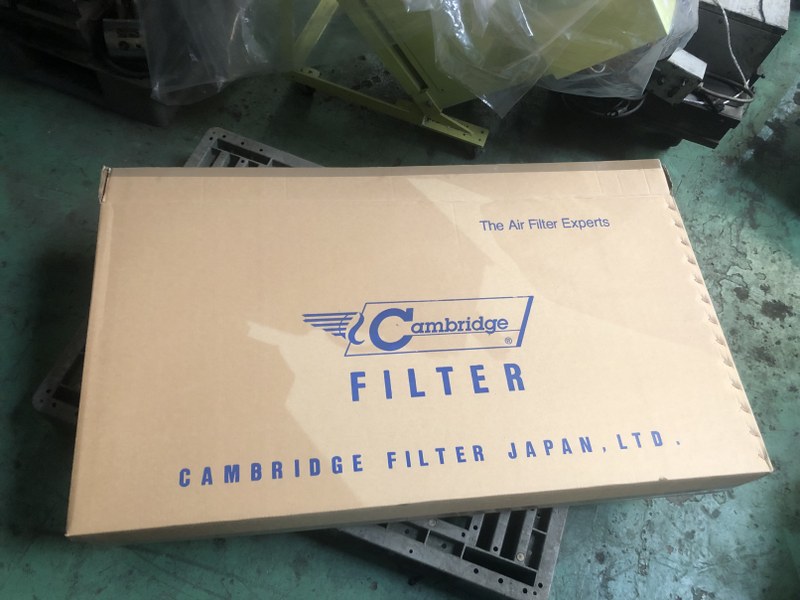 The Air Filter Experts
Cambridge ®
FILTER
CAMBRIDGE FILTER JAPAN, LTD.